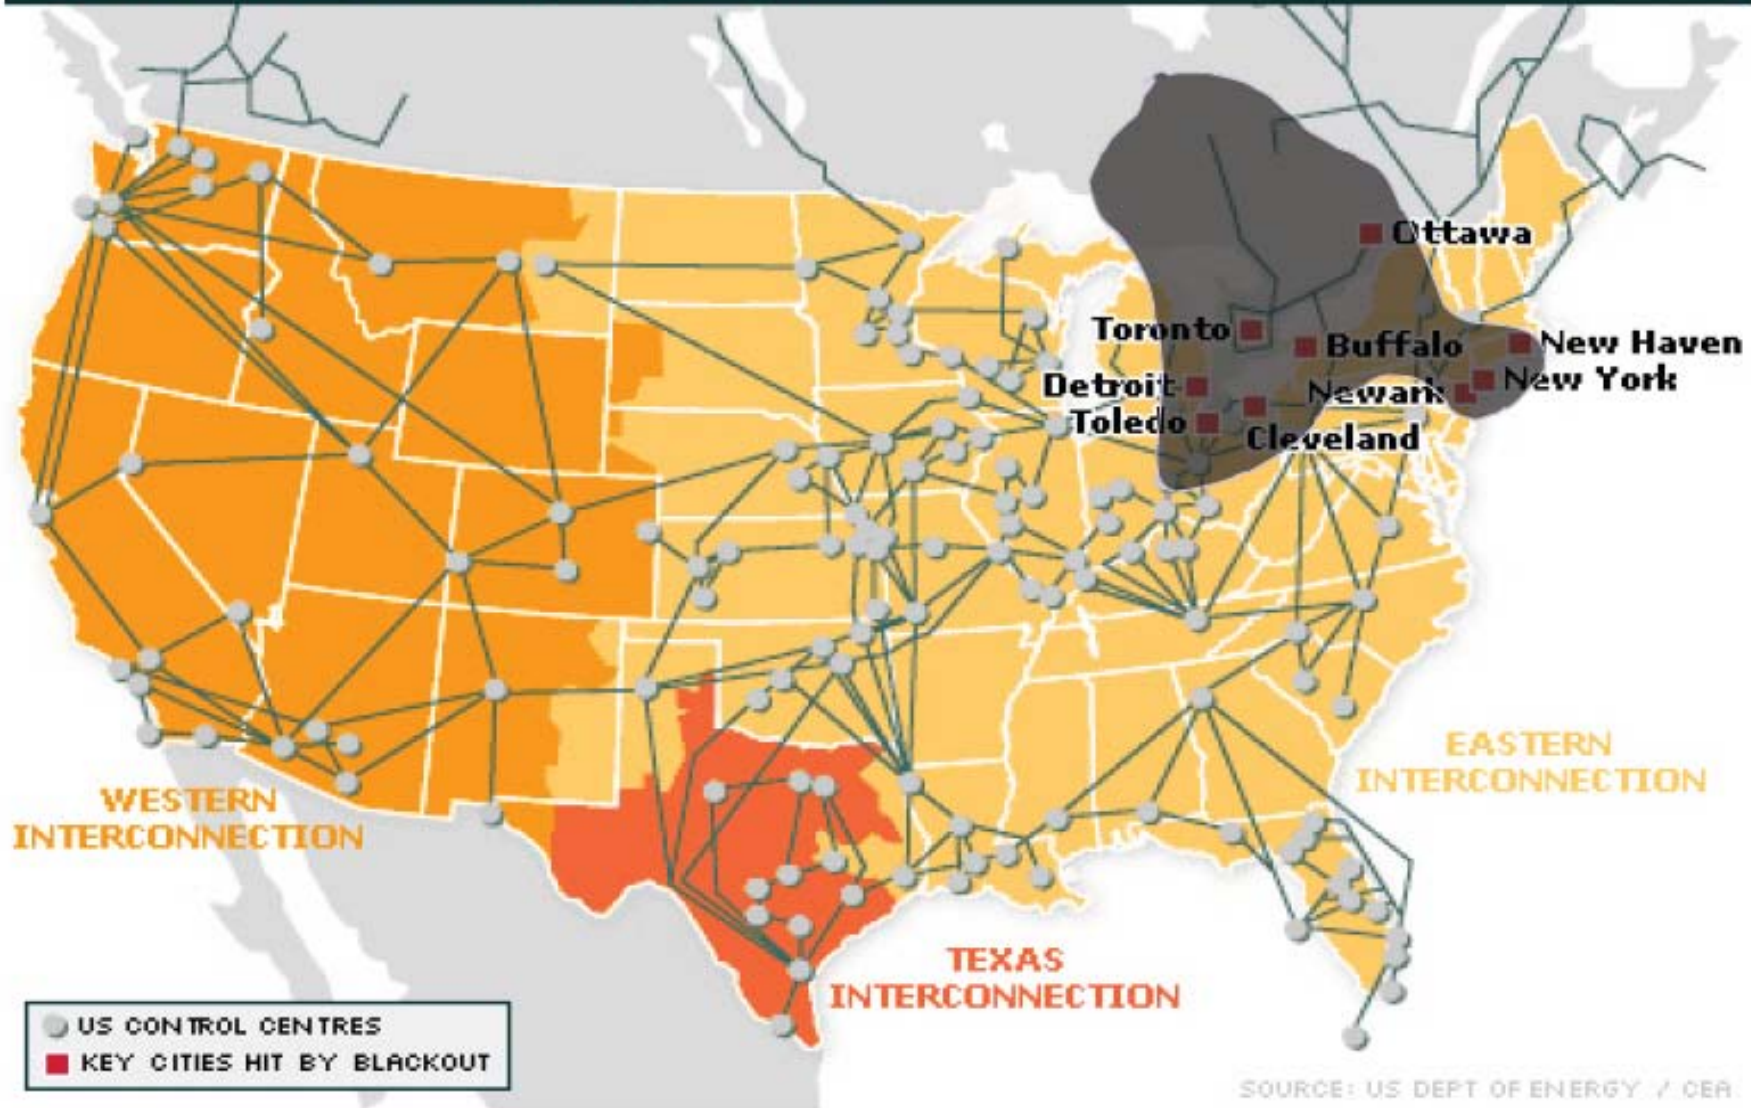 Ottawa
Toronto
Buffalo
New Haven
Detroit
Newark
New York
Toledo
Cleveland
EASTERN
INTERCONNECTION
WESTERN
INTERCONNECTION
TEXAS
INTERCONNECTION
US CONTROL CENTRES
KEY CITIES HIT BY BLACKOUT
SOURCE: US DEPT OF ENERGY / CEA